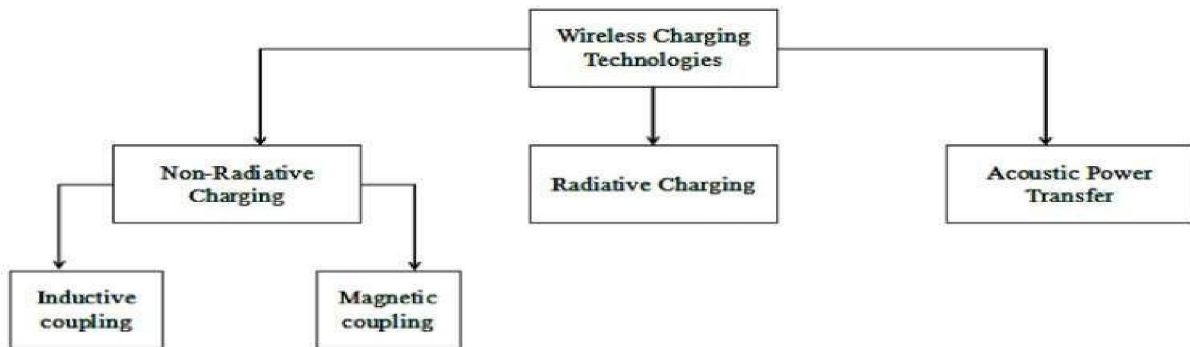 Wireless Charging
Technologies
Non-Radiative
Charging
Radiative Charging
Acoustic Power
Transfer
Inductive
coupling
Magnetic
coupling